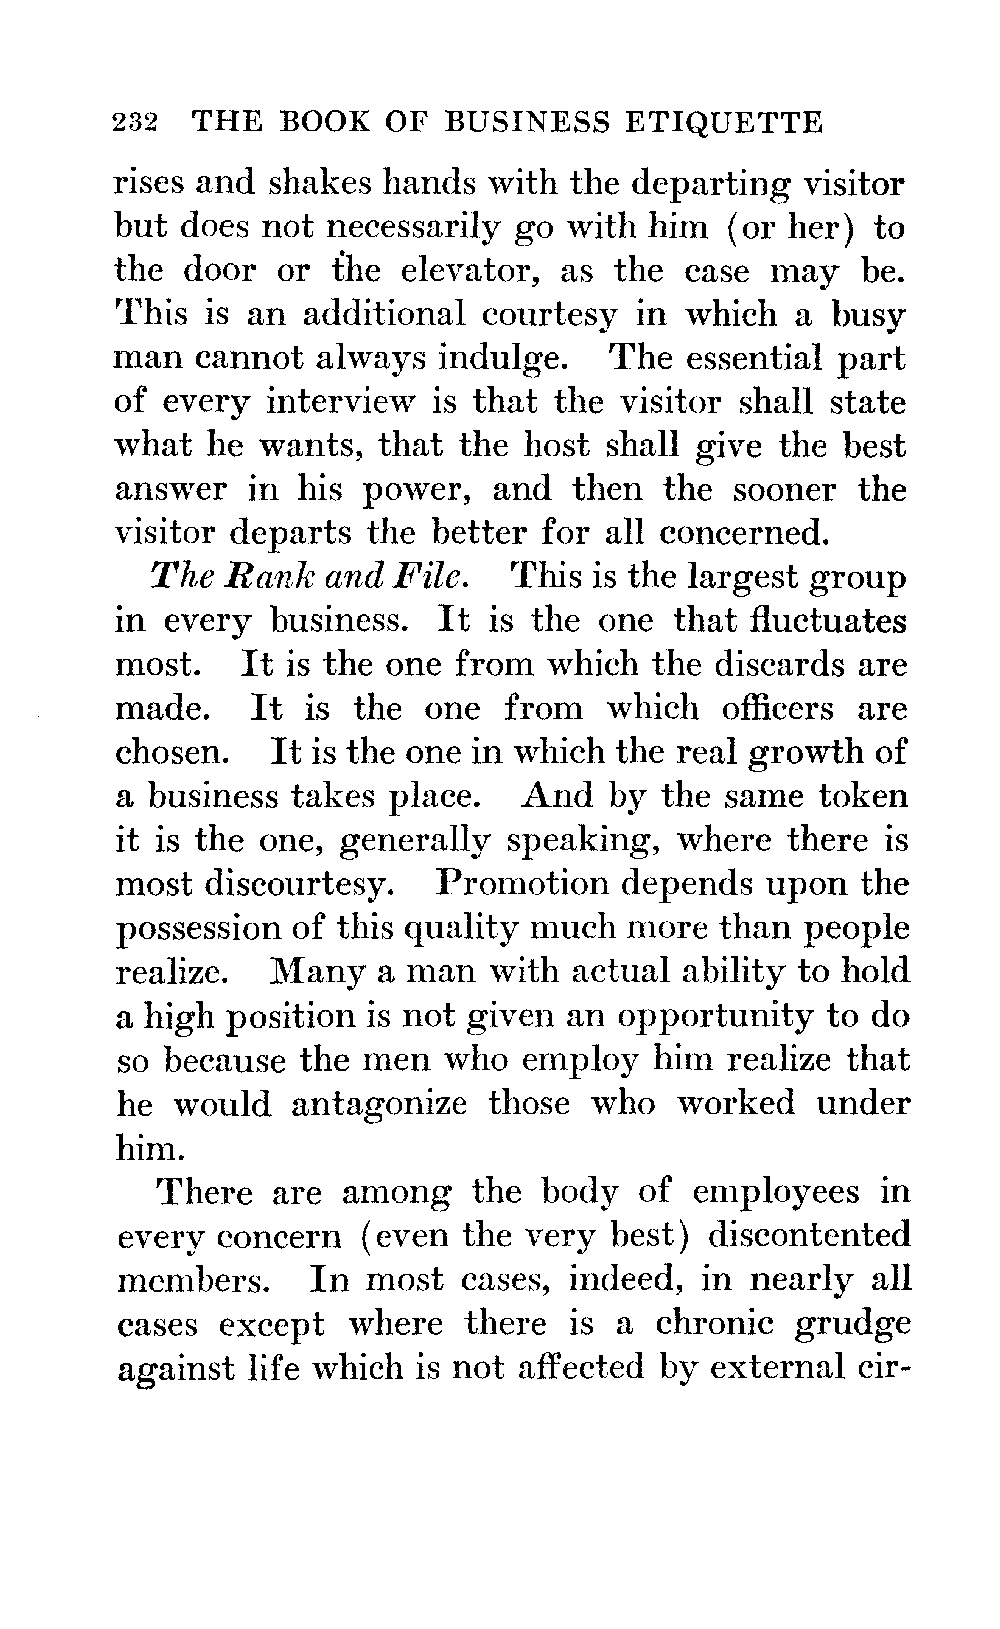 232 THE BOOK OF BUSINESS ETIQUETTE
rises and shakes hands with the departing visitor
but does not necessarily go with him (or her) to
the door or the elevator, as the case may be.
This is an additional courtesy in which a busy
man cannot always indulge. The essential part
of every interview is that the visitor shall state
what he wants, that the host shall give the best
answer in his power, and then the sooner the
visitor departs the better for all concerned.
The Rank and File. This is the largest group
in every business. It is the one that fluctuates
most. It is the one from which the discards are
made. It is the one from which officers are
chosen. It is the one in which the real growth of
a business takes place. And by the same token
it is the one, generally speaking, where there is
most discourtesy. Promotion depends upon the
possession of this quality much more than people
realize. Many a man with actual ability to hold
a high position is not given an opportunity to do
so because the men who employ him realize that
he would antagonize those who worked under
him.
There are among the body of employees in
every concern (even the very best) discontented
members. In most cases, indeed, in nearly all
cases except where there is a chronic grudge
against life which is not affected by external cir-